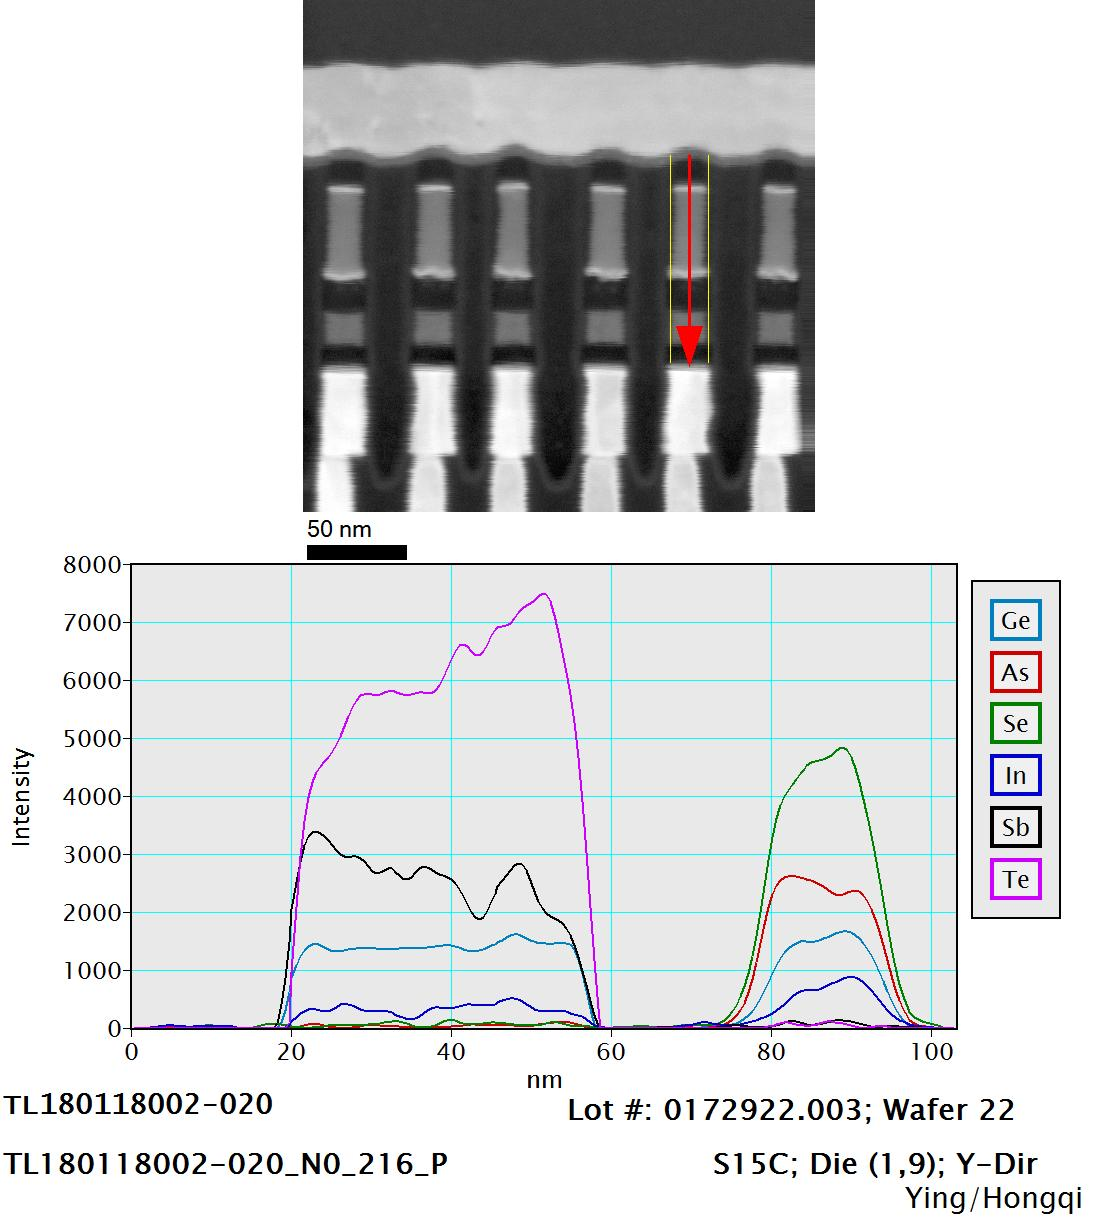 50 nm
8000
7000
6000
5000
4000
3000
2000
1000
0
Intensity
0 20 40 60 80 100
nm
Ge
As
Se
In
Sb
Te
TL180118002-020
Lot #: 0172922.003; Wafer 22
TL180118002-020_N0_216_P
S15C; Die (1,9); Y-Dir
Ying/Hongqi